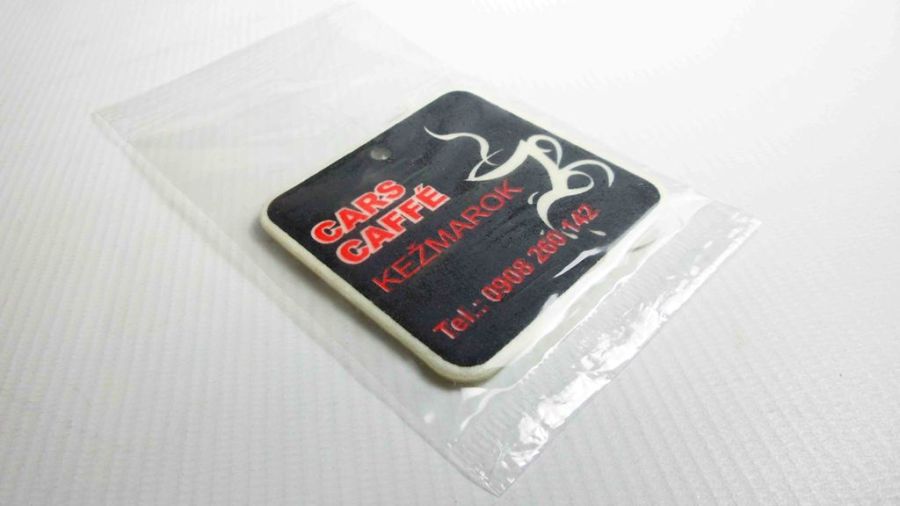 CARS
CAFFÉ
KEŽMAROK
Tel.: 0908 260 142